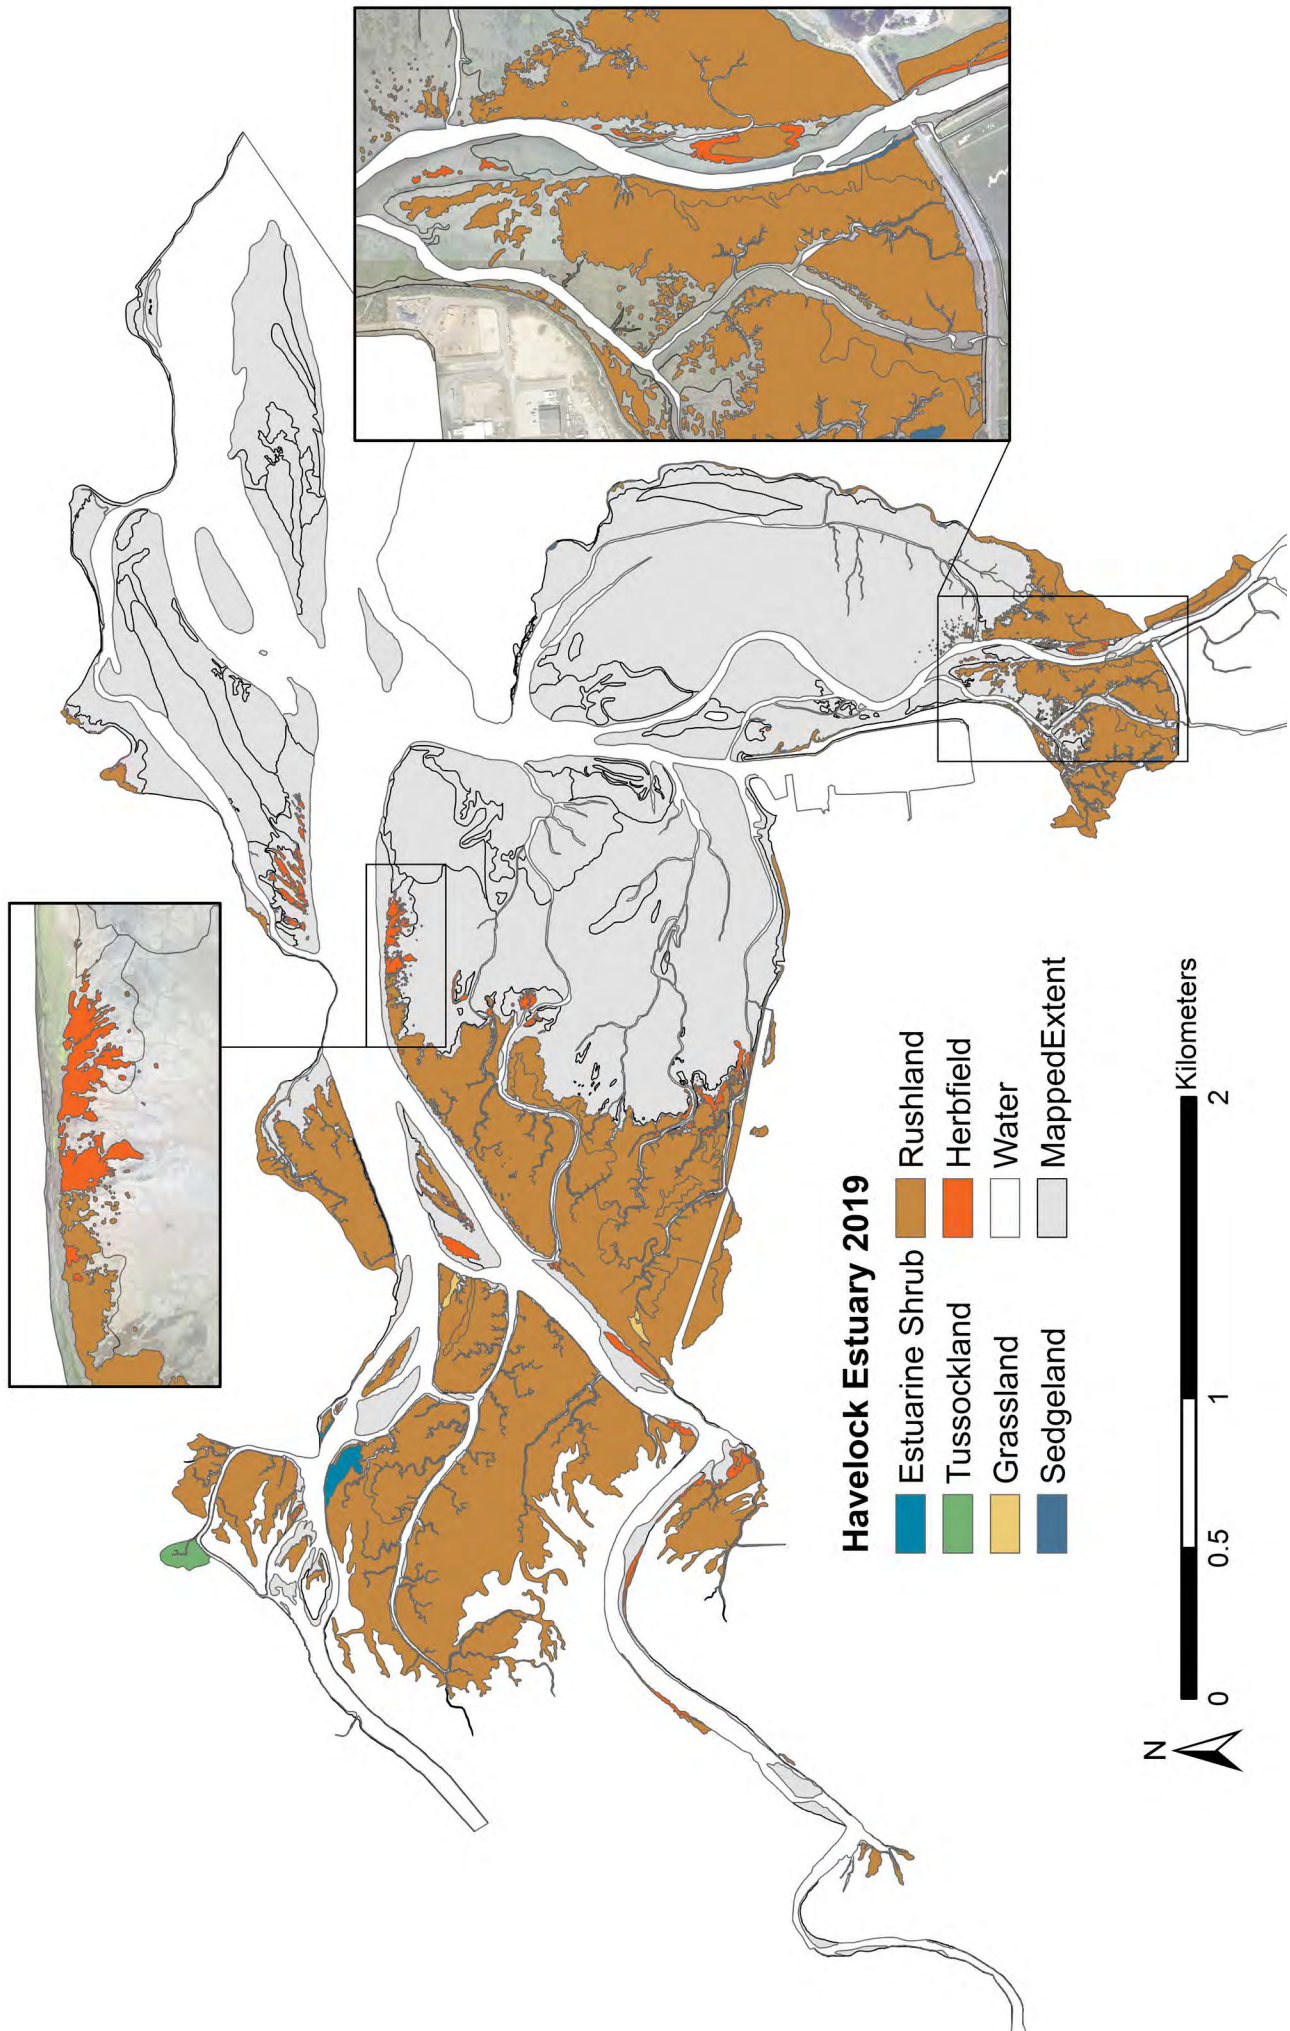 Havelock Estuary 2019
Estuarine Shrub
Tussockland
Grassland
Sedgeland
Rushland
Herbfield
Water
MappedExtent
N
0 0.5 1 2
Kilometers